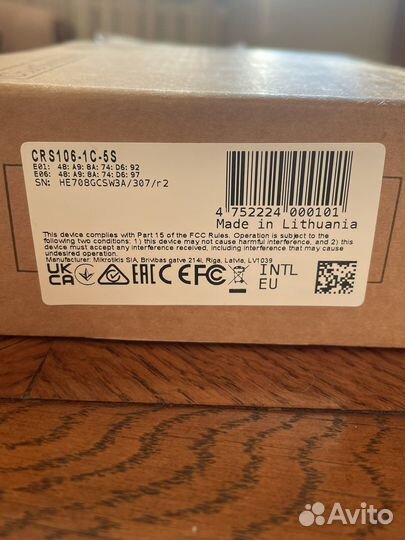 CRS106-1C-5S
E01: 48:A9:8A:74:D6:92
E06: 48:A9:8A:74:D6:97
SN: HE708GCSW3A/307/r2
4 752224 000101
Made in Lithuania
This device complies with Part 15 of the FCC Rules. Operation is subject to the
following two conditions: 1) this device may not cause harmful interference, and 2) this
device must accept any interference received, including interference that may cause
undesired operation.
Manufacturer: Mikrotikls SIA, Brivibas gatve 214i, Riga, Latvia, LV1039
UK CA EAC CE FC INTL
EU
Avito